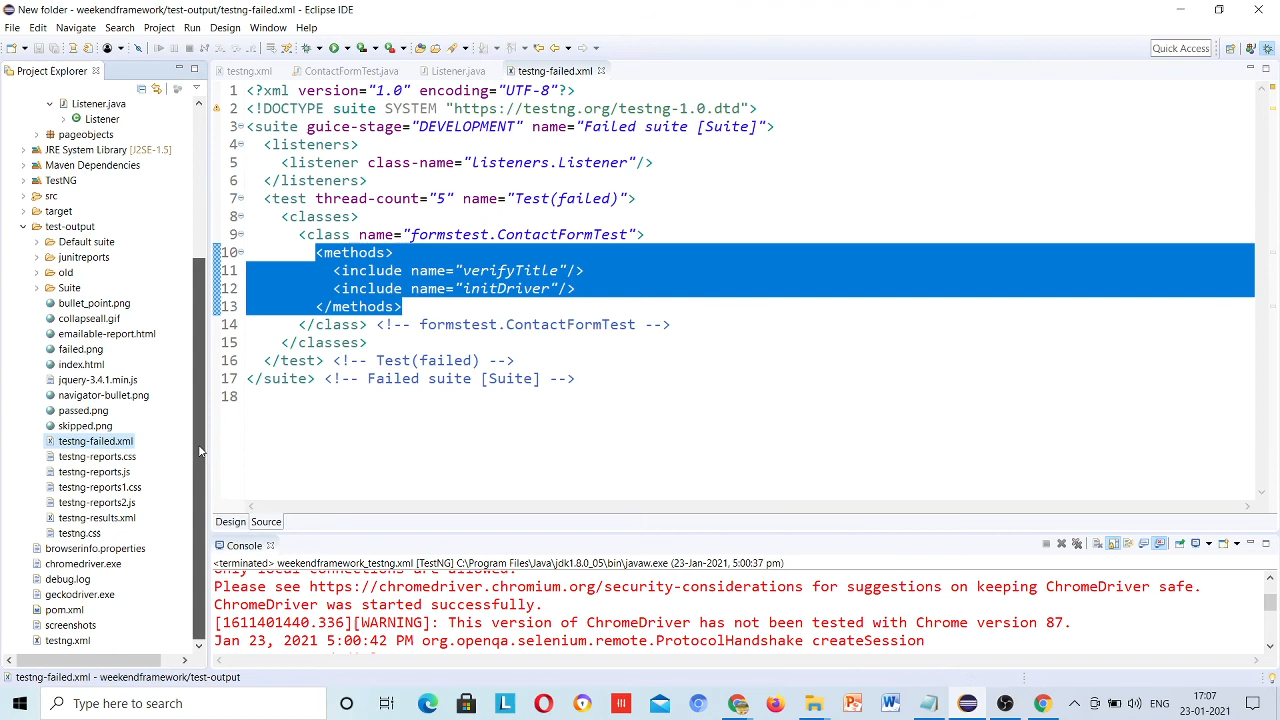 New folder - weekendframework/test-output/testng-failed.xml - Eclipse IDE
File Edit Navigate Search Project Run Design Window Help
Quick Access
Project Explorer
testng.xml
ContactFormTest.java
Listener.java
testng-failed.xml
Listener.java
Listener
pageobjects
JRE System Library [J2SE-1.5]
Maven Dependencies
TestNG
src
target
test-output
Default suite
junitreports
old
Suite
bullet_point.png
collapseall.gif
emailable-report.html
failed.png
index.html
jquery-3.4.1.min.js
navigator-bullet.png
passed.png
skipped.png
testng-failed.xml
testng-reports.css
testng-reports.js
testng-reports1.css
testng-reports2.js
testng-results.xml
testng.css
browserinfo.properties
chromedriver.exe
debug.log
geckodriver.exe
pom.xml
screenshots
testng.xml
1 <?xml version="1.0" encoding="UTF-8"?>
2 <!DOCTYPE suite SYSTEM "https://testng.org/testng-1.0.dtd">
3 <suite guice-stage="DEVELOPMENT" name="Failed suite [Suite]">
4 <listeners>
5 <listener class-name="listeners.Listener"/>
6 </listeners>
7 <test thread-count="5" name="Test(failed)">
8 <classes>
9 <class name="formstest.ContactFormTest">
10 <methods>
11 <include name="verifyTitle"/>
12 <include name="initDriver"/>
13 </methods>
14 </class> <!-- formstest.ContactFormTest -->
15 </classes>
16 </test> <!-- Test(failed) -->
17 </suite> <!-- Failed suite [Suite] -->
18
Design Source
Console
<terminated> weekendframework_testng.xml [TestNG] C:\Program Files\Java\jdk1.8.0_05\bin\javaw.exe (23-Jan-2021, 5:00:37 pm)
Only local connections are allowed.
Please see https://chromedriver.chromium.org/security-considerations for suggestions on keeping ChromeDriver safe.
ChromeDriver was started successfully.
[1611401440.336][WARNING]: This version of ChromeDriver has not been tested with Chrome version 87.
Jan 23, 2021 5:00:42 PM org.openqa.selenium.remote.ProtocolHandshake createSession
testng-failed.xml - weekendframework/test-output
Type here to search
ENG
17:07
23-01-2021